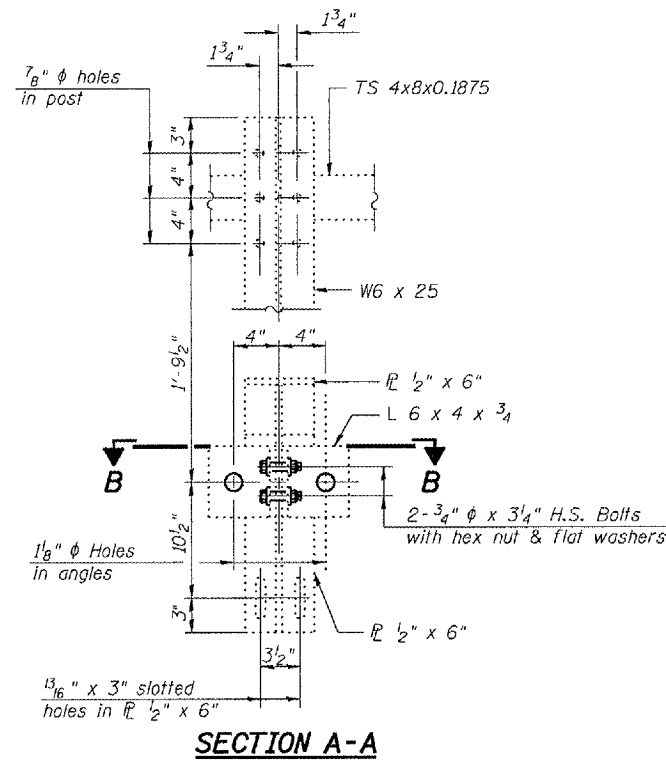 1 3/4"
1 3/4"
7/8" ϕ holes
in post
TS 4x8x0.1875
3"
4"
4"
W6 x 25
4"
4"
1'-9 1/2"
℄ 1/2" x 6"
L 6 x 4 x 3/4
B
B
2-3/4" ϕ x 3 1/4" H.S. Bolts
with hex nut & flat washers
10 1/2"
1 1/8" ϕ Holes
in angles
3"
℄ 1/2" x 6"
3 1/2"
13/16" x 3" slotted
holes in ℄ 1/2" x 6"
SECTION A-A